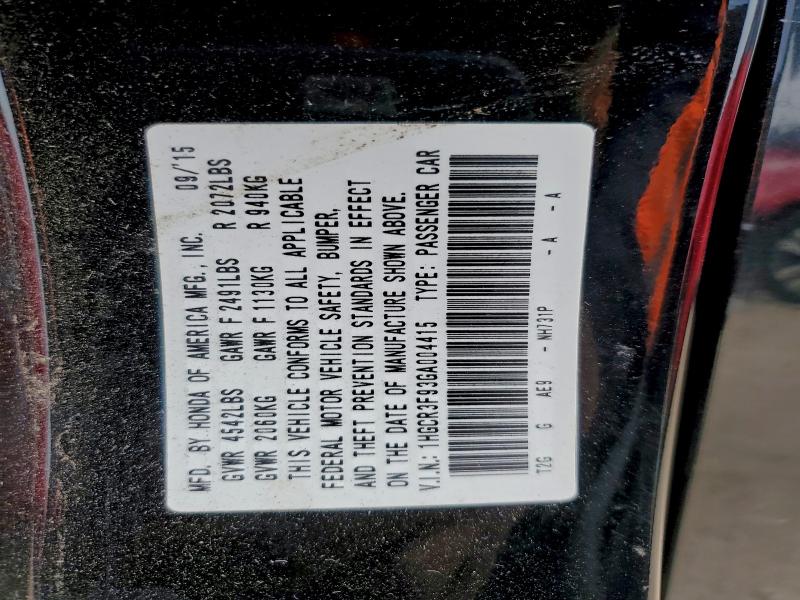 MFD. BY HONDA OF AMERICA MFG., INC. 09/'15
GVWR 4542LBS GAWR F 2491LBS R 2072LBS
GVWR 2061KG GAWR F 1130KG R 940KG
THIS VEHICLE CONFORMS TO ALL APPLICABLE
FEDERAL MOTOR VEHICLE SAFETY, BUMPER,
AND THEFT PREVENTION STANDARDS IN EFFECT
ON THE DATE OF MANUFACTURE SHOWN ABOVE.
V.I.N.: 1HGCR3F93GA004415 TYPE: PASSENGER CAR
T2G G AE9 - NH731P - A - A